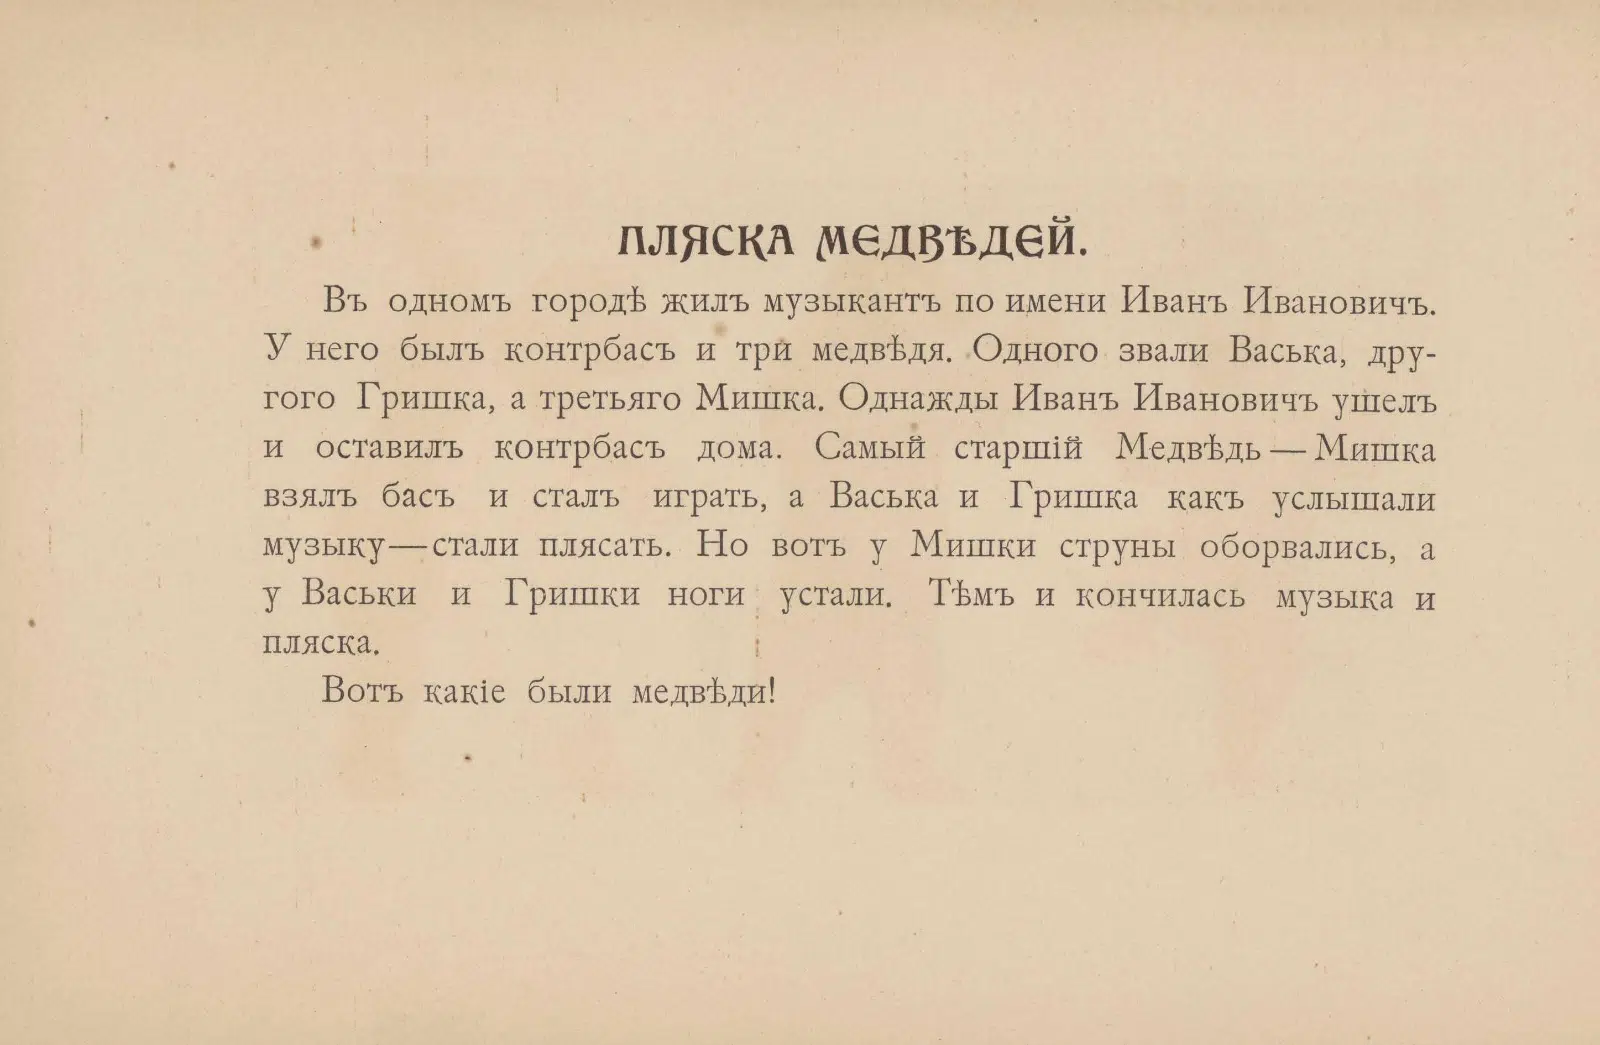 ПЛЯСКА МЕДВѢДЕЙ.
Въ одномъ городѣ жилъ музыкантъ по имени Иванъ Ивановичъ.
У него былъ контрбасъ и три медвѣдя. Одного звали Васька, дру-
гого Гришка, а третьяго Мишка. Однажды Иванъ Ивановичъ ушелъ
и оставилъ контрбасъ дома. Самый старшій Медвѣдь — Мишка
взялъ басъ и сталъ играть, а Васька и Гришка какъ услышали
музыку—стали плясать. Но вотъ у Мишки струны оборвались, а
у Васьки и Гришки ноги устали. Тѣмъ и кончилась музыка и
пляска.
Вотъ какіе были медвѣди!